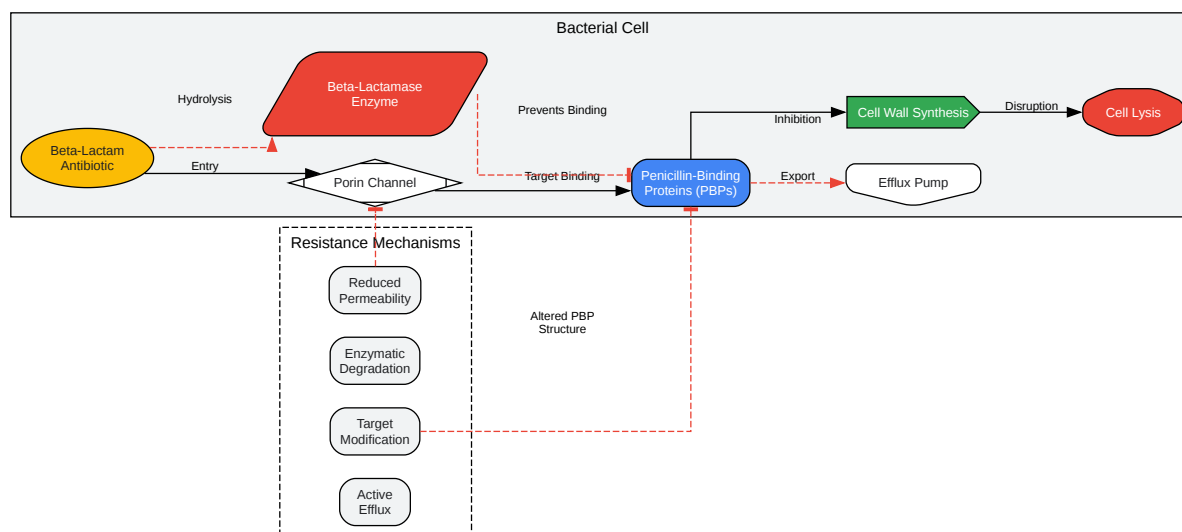 Bacterial Cell
Beta-Lactamase
Enzyme
Hydrolysis
Prevents Binding
Beta-Lactam
Antibiotic
Entry
Porin Channel
Target Binding
Penicillin-Binding
Proteins (PBPs)
Inhibition
Cell Wall Synthesis
Disruption
Cell Lysis
Export
Efflux Pump
Resistance Mechanisms
Reduced
Permeability
Altered PBP
Structure
Enzymatic
Degradation
Target
Modification
Active
Efflux